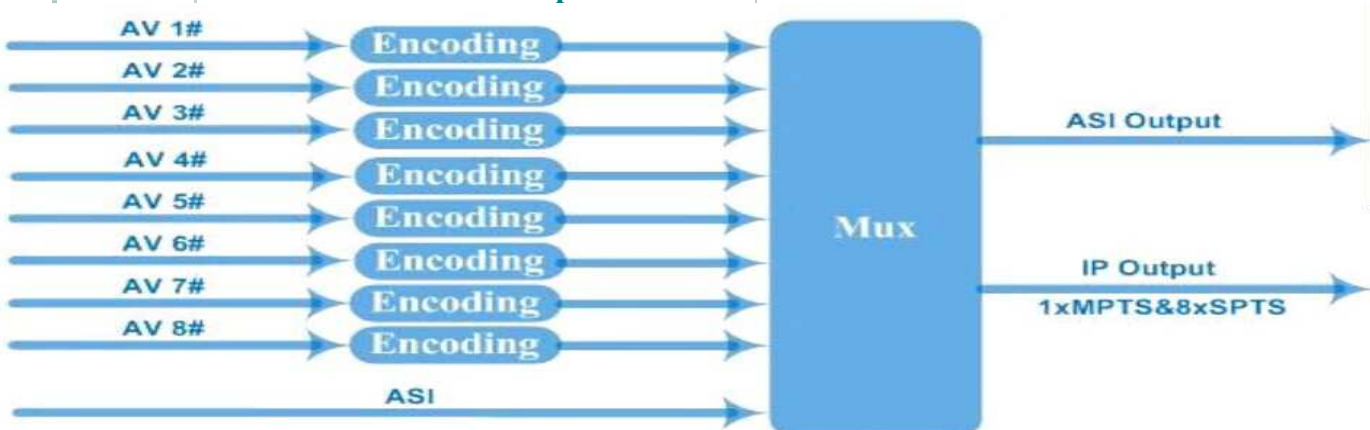 AV 1#
Encoding
AV 2#
Encoding
AV 3#
Encoding
AV 4#
Encoding
AV 5#
Encoding
AV 6#
Encoding
AV 7#
Encoding
AV 8#
Encoding
ASI
Mux
ASI Output
IP Output
1xMPTS&8xSPTS